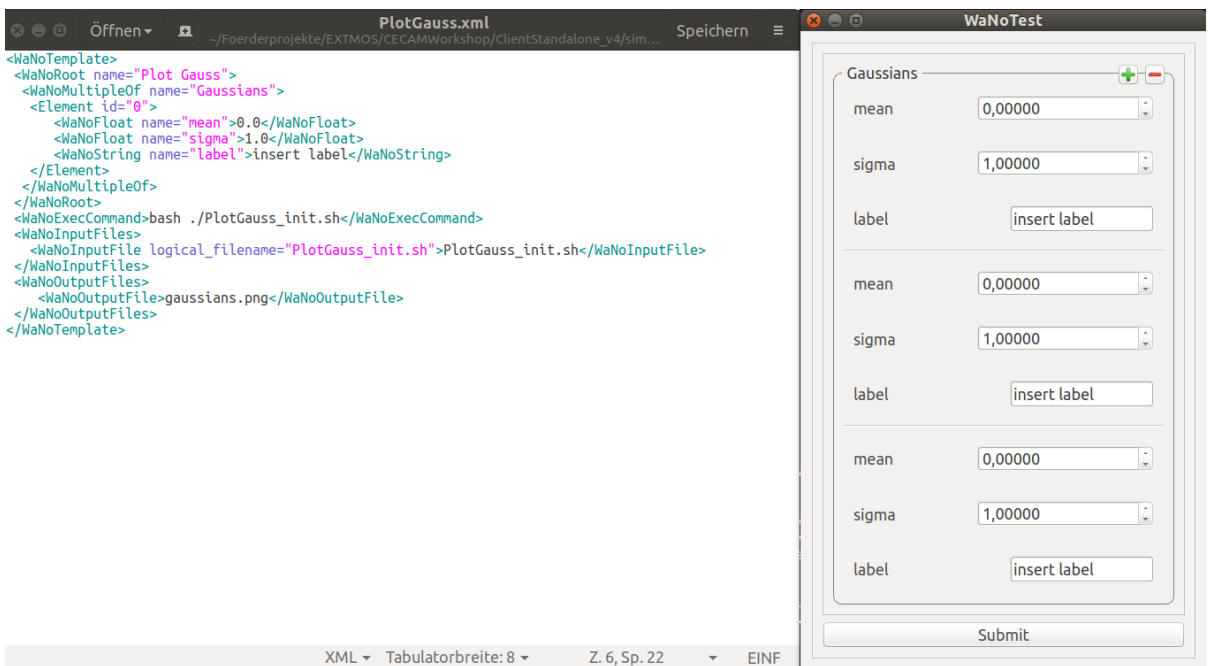 Öffnen
PlotGauss.xml
~/Foerderprojekte/EXTMOS/CECAMWorkshop/ClientStandalone_v4/sim...
Speichern
<WaNoTemplate>
<WaNoRoot name="Plot Gauss">
<WaNoMultipleOf name="Gaussians">
<Element id="0">
<WaNoFloat name="mean">0.0</WaNoFloat>
<WaNoFloat name="sigma">1.0</WaNoFloat>
<WaNoString name="label">insert label</WaNoString>
</Element>
</WaNoMultipleOf>
</WaNoRoot>
<WaNoExecCommand>bash ./PlotGauss_init.sh</WaNoExecCommand>
<WaNoInputFiles>
<WaNoInputFile logical_filename="PlotGauss_init.sh">PlotGauss_init.sh</WaNoInputFile>
</WaNoInputFiles>
<WaNoOutputFiles>
<WaNoOutputFile>gaussians.png</WaNoOutputFile>
</WaNoOutputFiles>
</WaNoTemplate>
XML Tabulatorbreite: 8 Z. 6, Sp. 22 EINF
WaNoTest
Gaussians
mean 0,00000
sigma 1,00000
label insert label
mean 0,00000
sigma 1,00000
label insert label
mean 0,00000
sigma 1,00000
label insert label
Submit